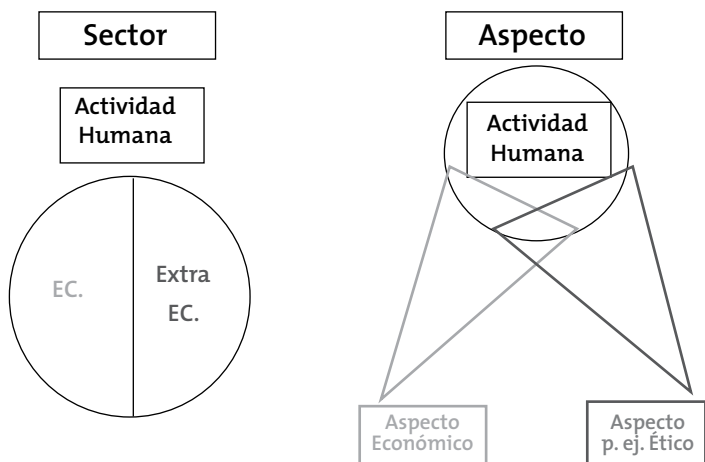 Sector
Actividad
Humana
EC.
Extra
EC.
Aspecto
Actividad
Humana
Aspecto
Económico
Aspecto
p. ej. Ético